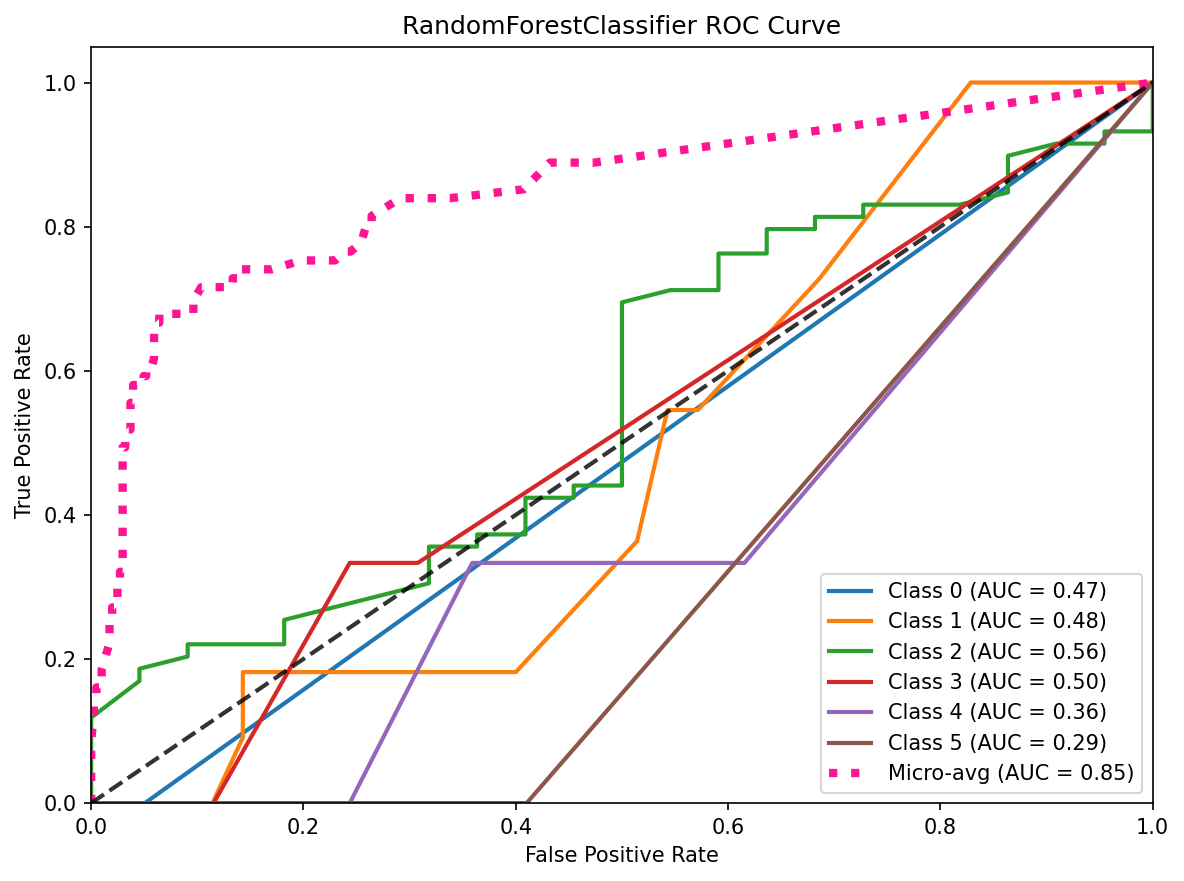 RandomForestClassifier ROC Curve
True Positive Rate
1.0
0.8
0.6
0.4
0.2
0.0
0.0 0.2 0.4 0.6 0.8 1.0
False Positive Rate
Class 0 (AUC = 0.47)
Class 1 (AUC = 0.48)
Class 2 (AUC = 0.56)
Class 3 (AUC = 0.50)
Class 4 (AUC = 0.36)
Class 5 (AUC = 0.29)
Micro-avg (AUC = 0.85)